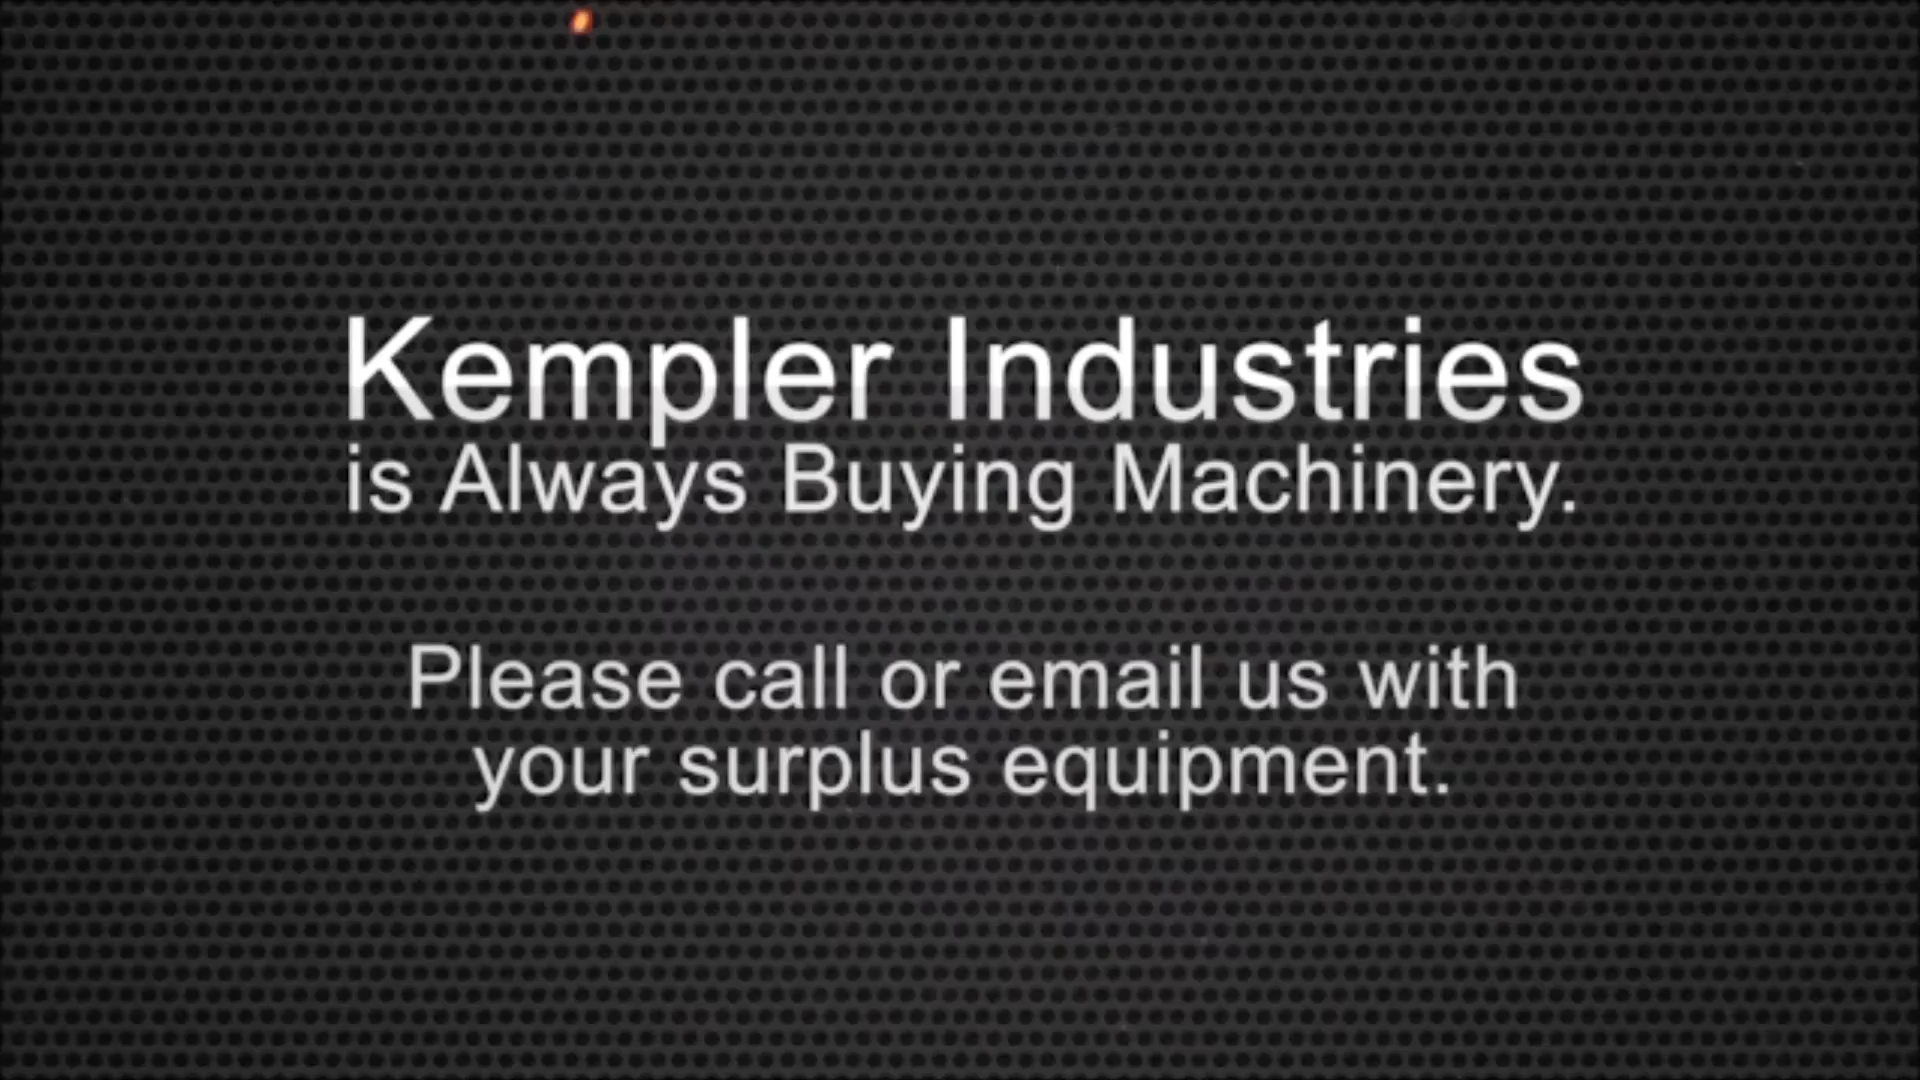 Kempler Industries
is Always Buying Machinery.
Please call or email us with
your surplus equipment.